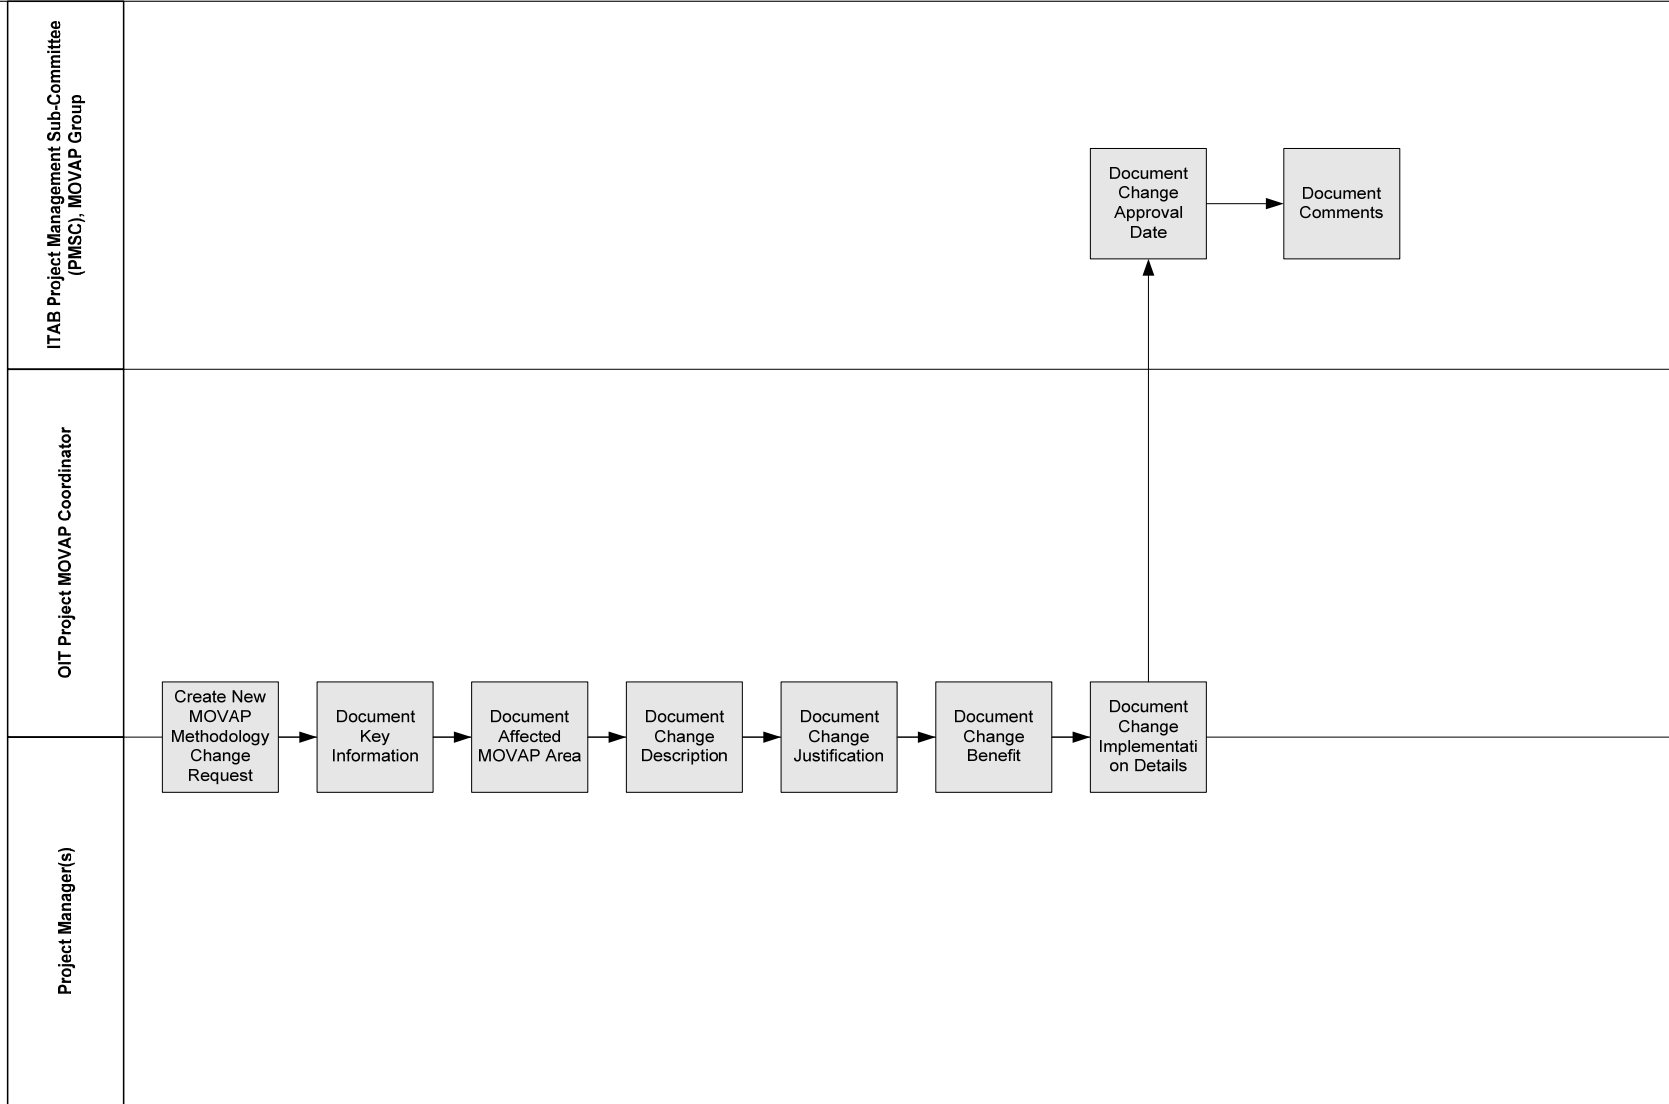 ITAB Project Management Sub-Committee
(PMSC), MOVAP Group
Document
Change
Approval
Date
Document
Comments
OIT Project MOVAP Coordinator
Create New
MOVAP
Methodology
Change
Request
Document
Key
Information
Document
Affected
MOVAP Area
Document
Change
Description
Document
Change
Justification
Document
Change
Benefit
Document
Change
Implementati
on Details
Project Manager(s)